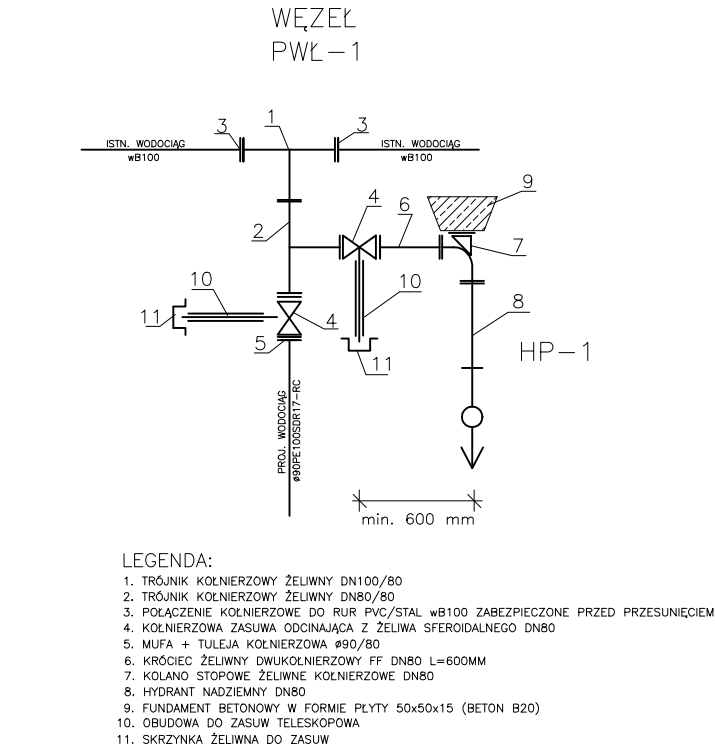 WĘZEŁ
PWŁ-1
3
1
3
ISTN. WODOCIĄG
wB100
ISTN. WODOCIĄG
wB100
9
4
6
2
7
10
10
8
11
4
5
HP-1
11
PROJ. WODOCIĄG
ø90PE100SDR17-RC
min. 600 mm
LEGENDA:
1. TRÓJNIK KOŁNIERZOWY ŻELIWNY DN100/80
2. TRÓJNIK KOŁNIERZOWY ŻELIWNY DN80/80
3. POŁĄCZENIE KOŁNIERZOWE DO RUR PVC/STAL wB100 ZABEZPIECZONE PRZED PRZESUNIĘCIEM
4. KOŁNIERZOWA ZASUWA ODCINAJĄCA Z ŻELIWA SFEROIDALNEGO DN80
5. MUFA + TULEJA KOŁNIERZOWA ø90/80
6. KRÓCIEC ŻELIWNY DWUKOŁNIERZOWY FF DN80 L=600MM
7. KOLANO STOPOWE ŻELIWNE KOŁNIERZOWE DN80
8. HYDRANT NADZIEMNY DN80
9. FUNDAMENT BETONOWY W FORMIE PŁYTY 50x50x15 (BETON B20)
10. OBUDOWA DO ZASUW TELESKOPOWA
11. SKRZYNKA ŻELIWNA DO ZASUW